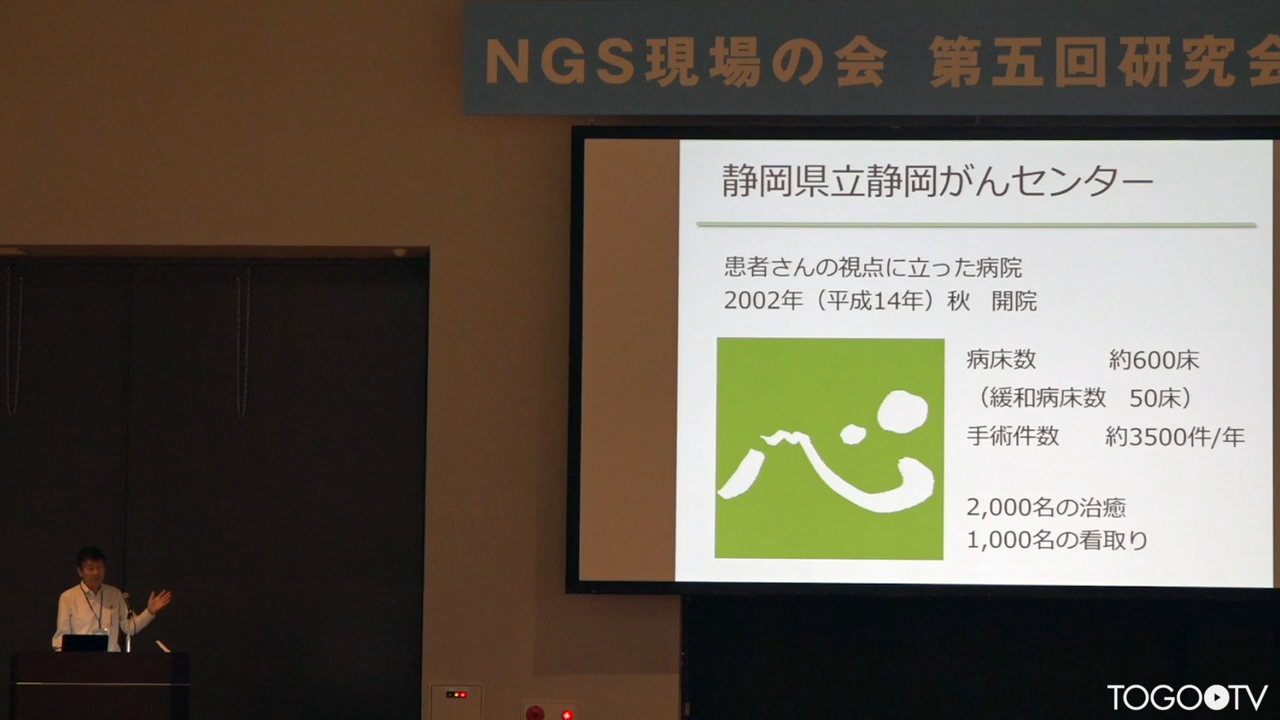 NGS現場の会 第五回研究会
静岡県立静岡がんセンター
患者さんの視点に立った病院
2002年（平成14年）秋　開院
心
病床数　約600床
（緩和病床数　50床）
手術件数　約3500件/年
2,000名の治癒
1,000名の看取り
TOGOTV